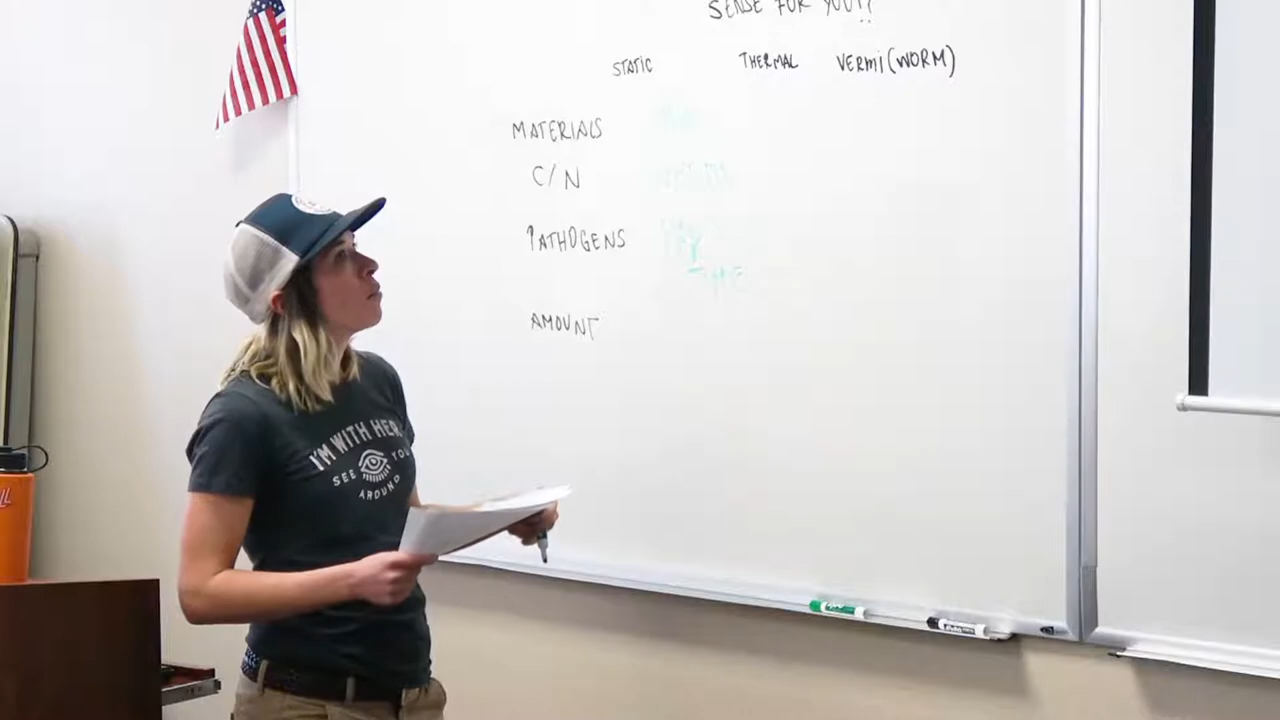 SENSE FOR YOU??
STATIC THERMAL VERMI(WORM)
MATERIALS
C/N
PATHOGENS
AMOUNT
I'M WITH HER
SEE YOU
AROUND